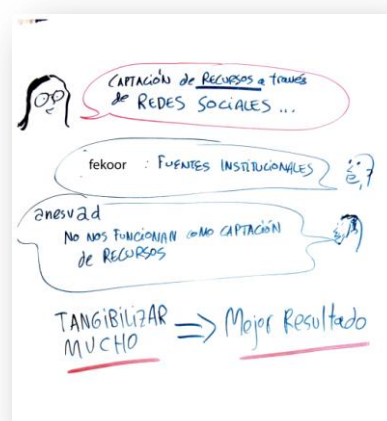 CAPTACIÓN de RECURSOS a través
de REDES SOCIALES ...
fekoor : FUENTES INSTITUCIONALES
anesvad
NO NOS FUNCIONAN COMO CAPTACIÓN
de RECURSOS
TANGIBILIZAR => Mejor Resultado
MUCHO